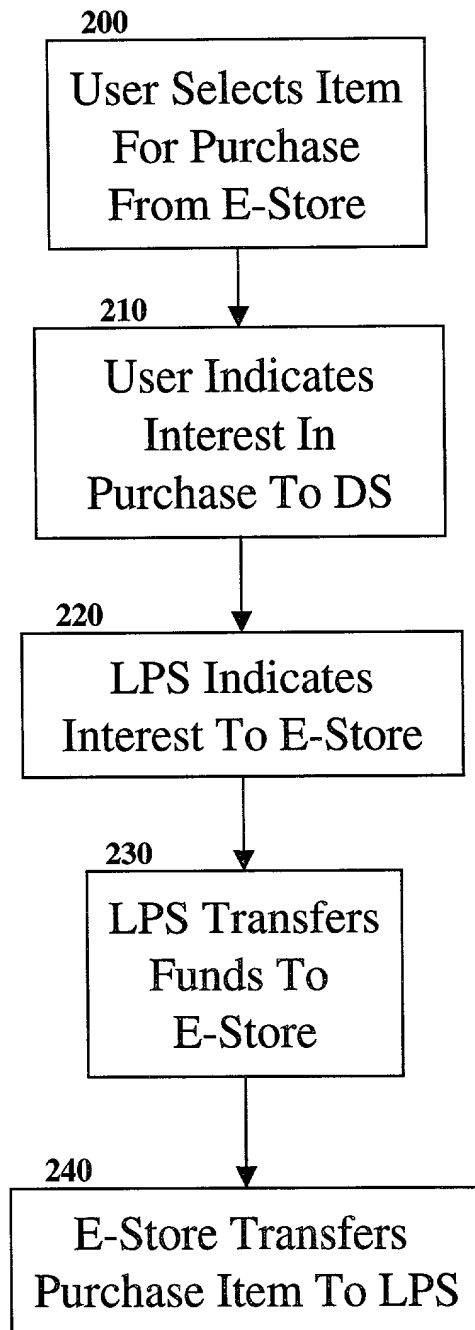 200
User Selects Item
For Purchase
From E-Store
210
User Indicates
Interest In
Purchase To DS
220
LPS Indicates
Interest To E-Store
230
LPS Transfers
Funds To
E-Store
240
E-Store Transfers
Purchase Item To LPS